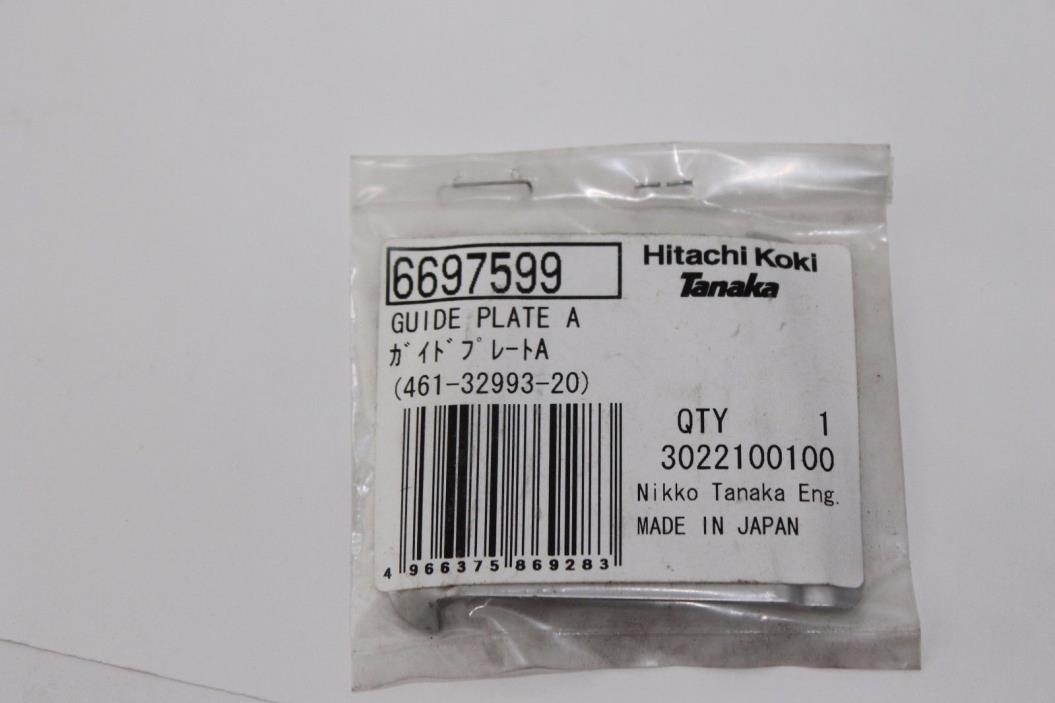 6697599
Hitachi Koki
Tanaka
GUIDE PLATE A
ガイドプレートA
(461-32993-20)
QTY 1
3022100100
Nikko Tanaka Eng.
MADE IN JAPAN
4 966375 869283